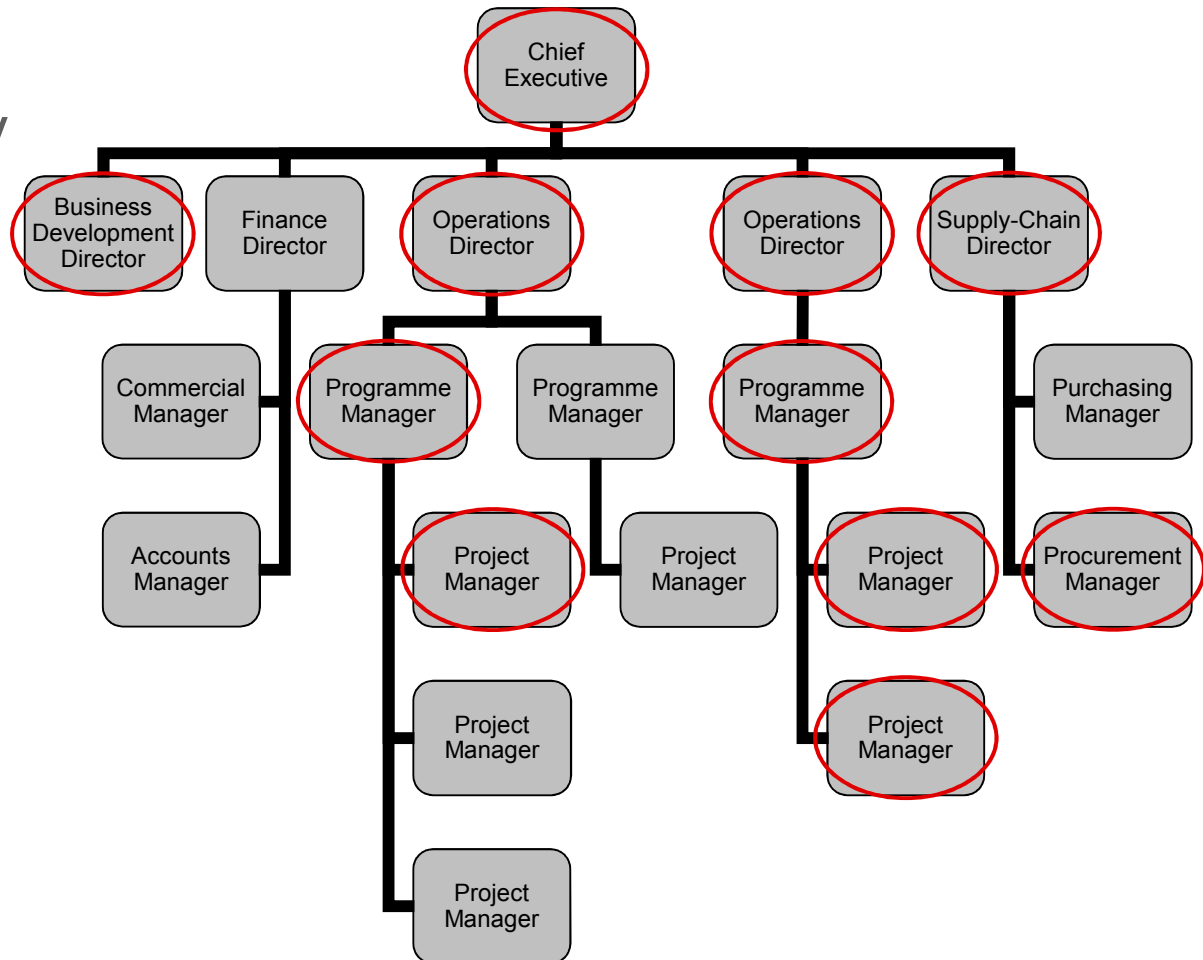 Chief
Executive
y
Business
Development
Director
Finance
Director
Operations
Director
Operations
Director
Supply-Chain
Director
Commercial
Manager
Programme
Manager
Programme
Manager
Programme
Manager
Purchasing
Manager
Accounts
Manager
Project
Manager
Project
Manager
Project
Manager
Procurement
Manager
Project
Manager
Project
Manager
Project
Manager